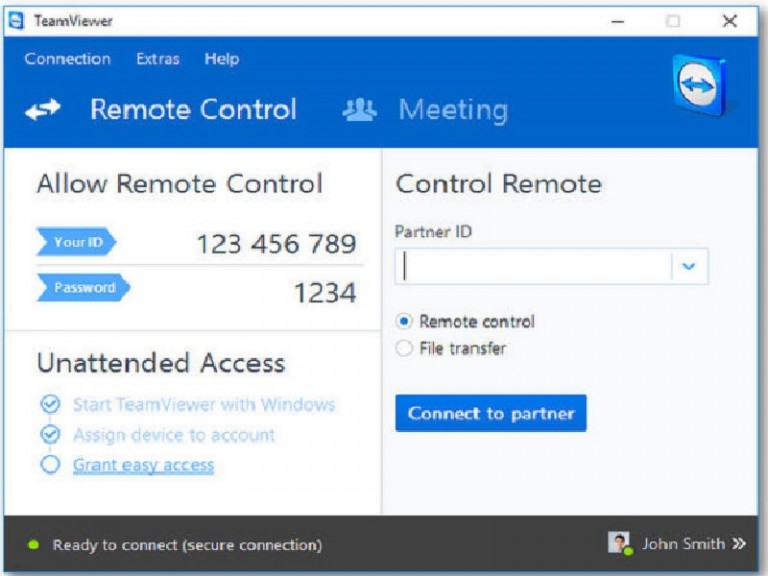 TeamViewer
Connection Extras Help
Remote Control Meeting
Allow Remote Control
Your ID 123 456 789
Password 1234
Unattended Access
Start TeamViewer with Windows
Assign device to account
Grant easy access
Control Remote
Partner ID
Remote control
File transfer
Connect to partner
Ready to connect (secure connection)
John Smith »